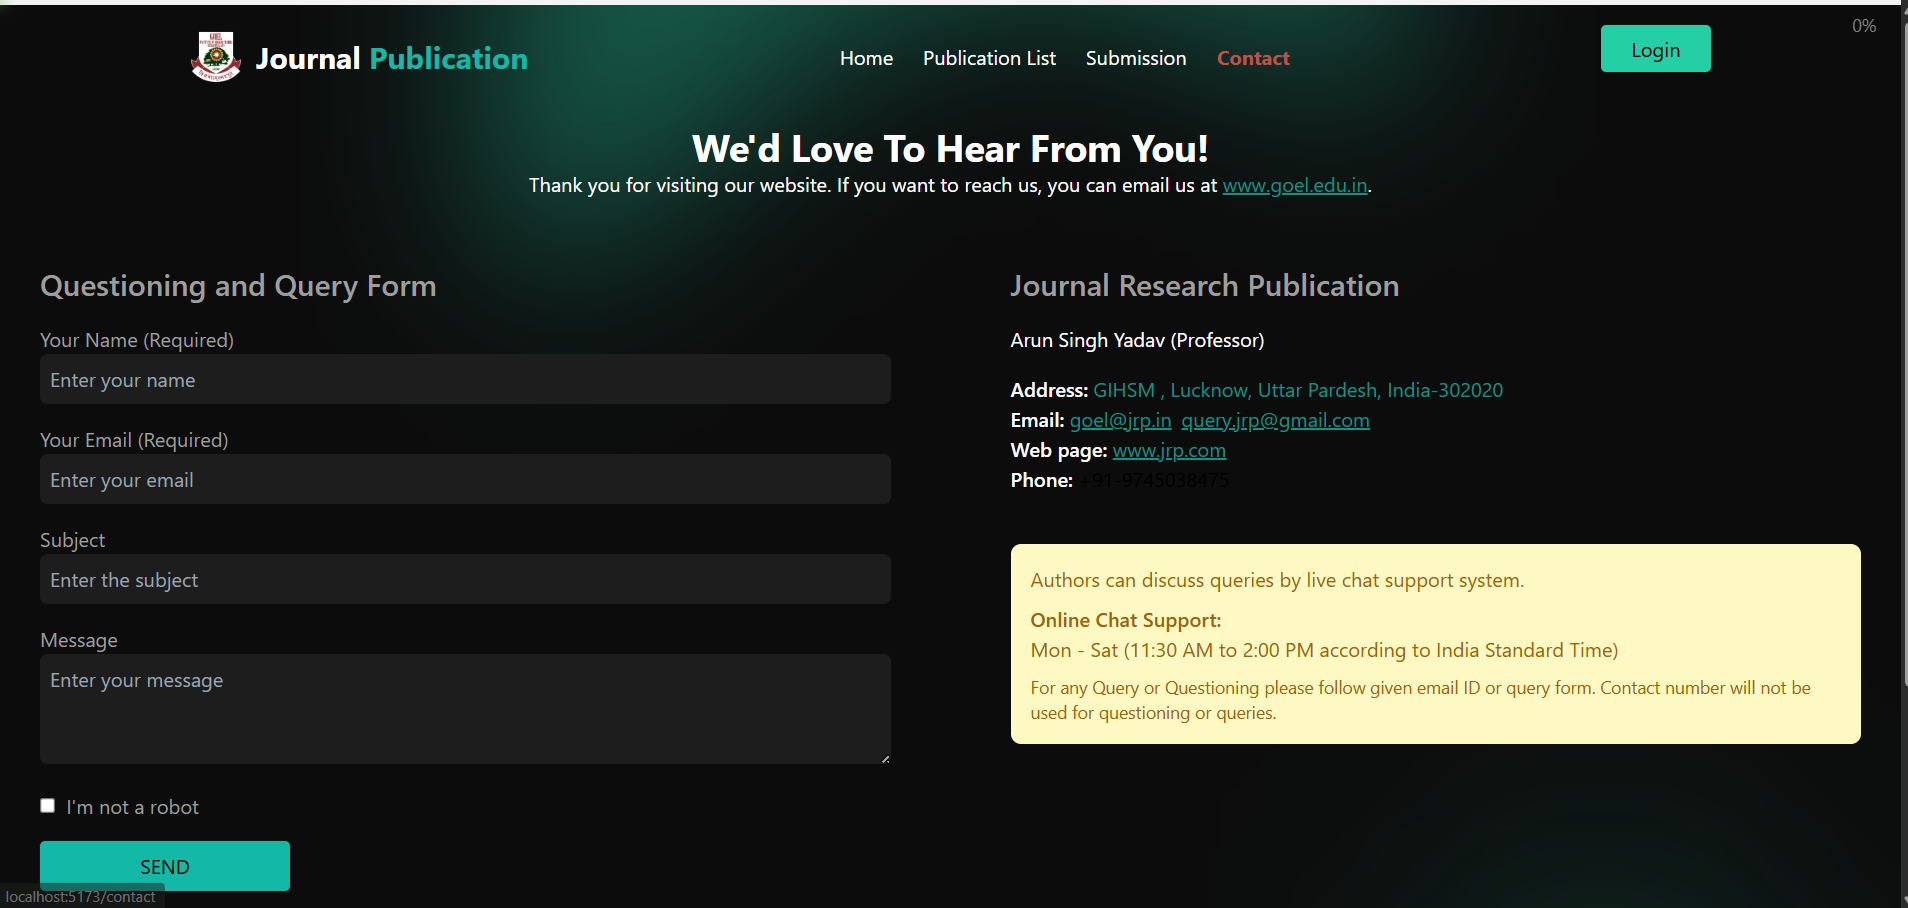 Journal Publication
Home Publication List Submission Contact
Login
0%
We'd Love To Hear From You!
Thank you for visiting our website. If you want to reach us, you can email us at www.goel.edu.in.
Questioning and Query Form
Your Name (Required)
Enter your name
Your Email (Required)
Enter your email
Subject
Enter the subject
Message
Enter your message
I'm not a robot
SEND
Journal Research Publication
Arun Singh Yadav (Professor)
Address: GIHSM , Lucknow, Uttar Pardesh, India-302020
Email: goel@jrp.in query.jrp@gmail.com
Web page: www.jrp.com
Phone: +91-9745038475
Authors can discuss queries by live chat support system.
Online Chat Support:
Mon - Sat (11:30 AM to 2:00 PM according to India Standard Time)
For any Query or Questioning please follow given email ID or query form. Contact number will not be
used for questioning or queries.
localhost:5173/contact